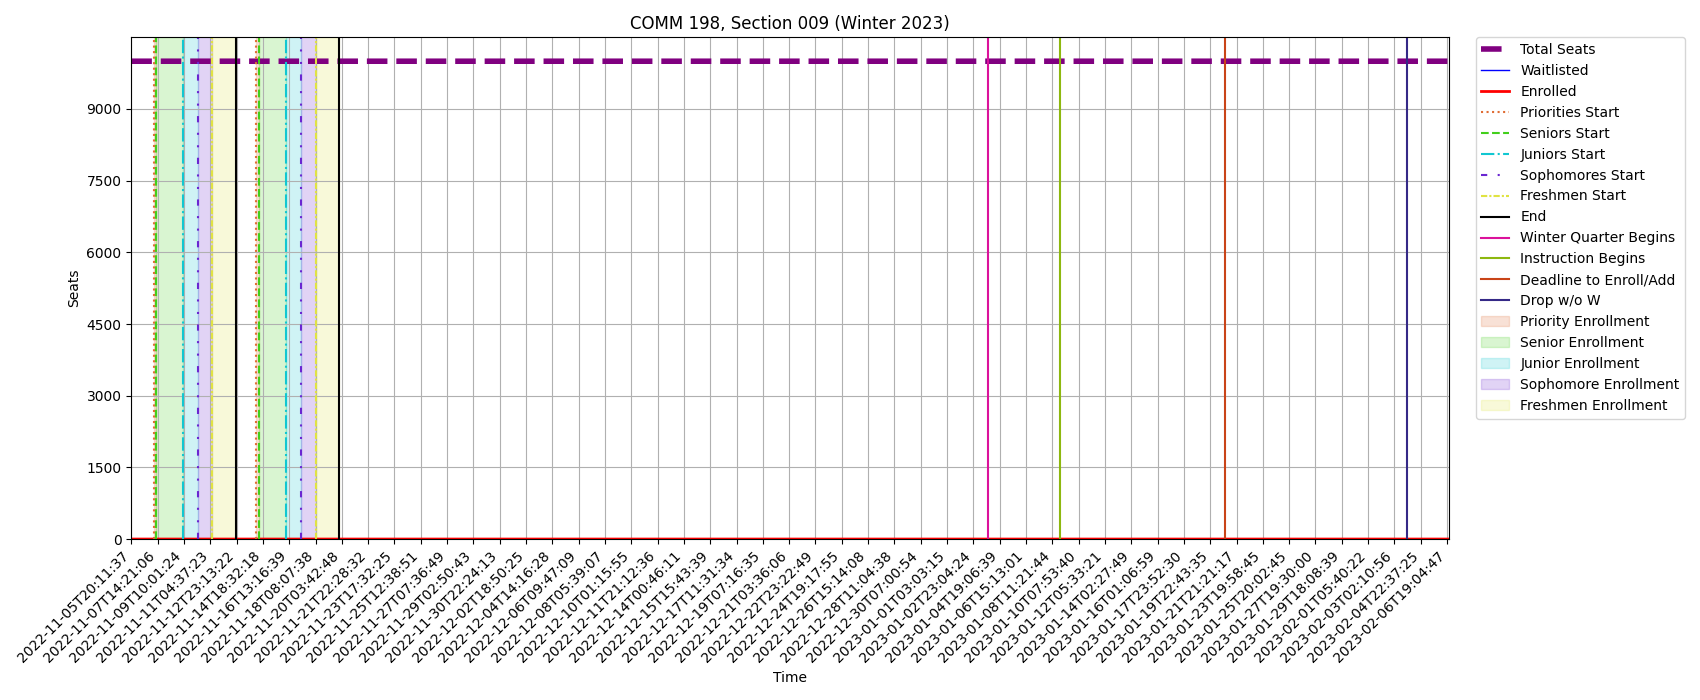 COMM 198, Section 009 (Winter 2023)
Seats
9000
7500
6000
4500
3000
1500
0
2022-11-05T20:11:37
2022-11-07T14:21:06
2022-11-09T10:01:24
2022-11-11T04:37:23
2022-11-12T23:13:22
2022-11-14T18:32:18
2022-11-16T13:16:39
2022-11-18T08:07:38
2022-11-20T03:42:48
2022-11-21T22:28:32
2022-11-23T17:32:25
2022-11-25T12:38:51
2022-11-27T07:36:49
2022-11-29T02:50:43
2022-11-30T22:24:13
2022-12-02T18:50:25
2022-12-04T14:16:28
2022-12-06T09:47:09
2022-12-08T05:39:07
2022-12-10T01:15:55
2022-12-11T21:12:36
2022-12-14T00:46:11
2022-12-15T15:43:39
2022-12-17T11:31:34
2022-12-19T07:16:35
2022-12-21T03:36:06
2022-12-22T23:22:49
2022-12-24T19:17:55
2022-12-26T15:14:08
2022-12-28T11:04:38
2022-12-30T07:00:54
2023-01-01T03:03:15
2023-01-02T23:04:24
2023-01-04T19:06:39
2023-01-06T15:13:01
2023-01-08T11:21:44
2023-01-10T07:53:40
2023-01-12T05:33:21
2023-01-14T02:27:49
2023-01-16T01:06:59
2023-01-17T23:52:30
2023-01-19T22:43:35
2023-01-21T21:21:17
2023-01-23T19:58:45
2023-01-25T20:02:45
2023-01-27T19:30:00
2023-01-29T18:08:39
2023-02-01T05:40:22
2023-02-03T02:10:56
2023-02-04T22:37:25
2023-02-06T19:04:47
Time
Total Seats
Waitlisted
Enrolled
Priorities Start
Seniors Start
Juniors Start
Sophomores Start
Freshmen Start
End
Winter Quarter Begins
Instruction Begins
Deadline to Enroll/Add
Drop w/o W
Priority Enrollment
Senior Enrollment
Junior Enrollment
Sophomore Enrollment
Freshmen Enrollment